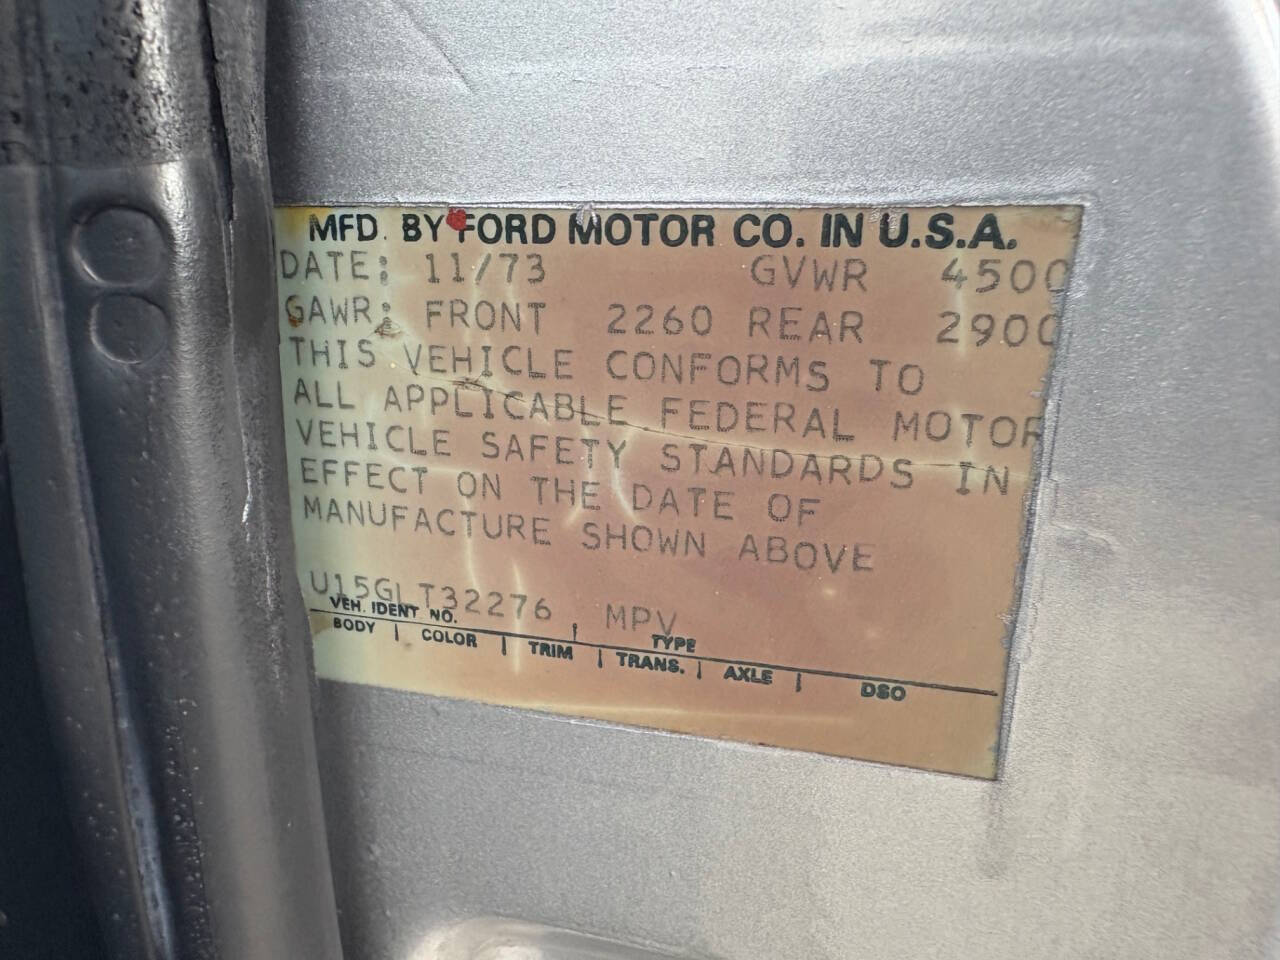 MFD. BY FORD MOTOR CO. IN U.S.A.
DATE: 11/73 GVWR 4500
GAWR: FRONT 2260 REAR 2900
THIS VEHICLE CONFORMS TO
ALL APPLICABLE FEDERAL MOTOR
VEHICLE SAFETY STANDARDS IN
EFFECT ON THE DATE OF
MANUFACTURE SHOWN ABOVE
U15GLT32276 MPV
VEH. IDENT. NO. TYPE
BODY | COLOR | TRIM | TRANS. | AXLE | DSO